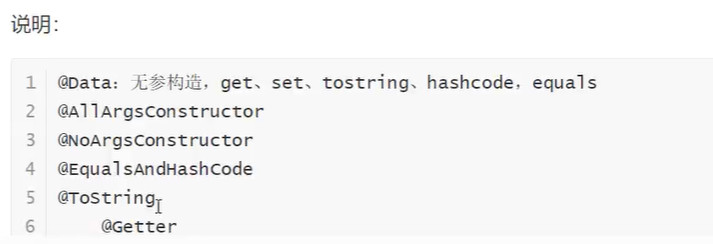 说明：
1 @Data：无参构造，get、set、tostring、hashcode，equals
2 @AllArgsConstructor
3 @NoArgsConstructor
4 @EqualsAndHashCode
5 @ToString
6 @Getter